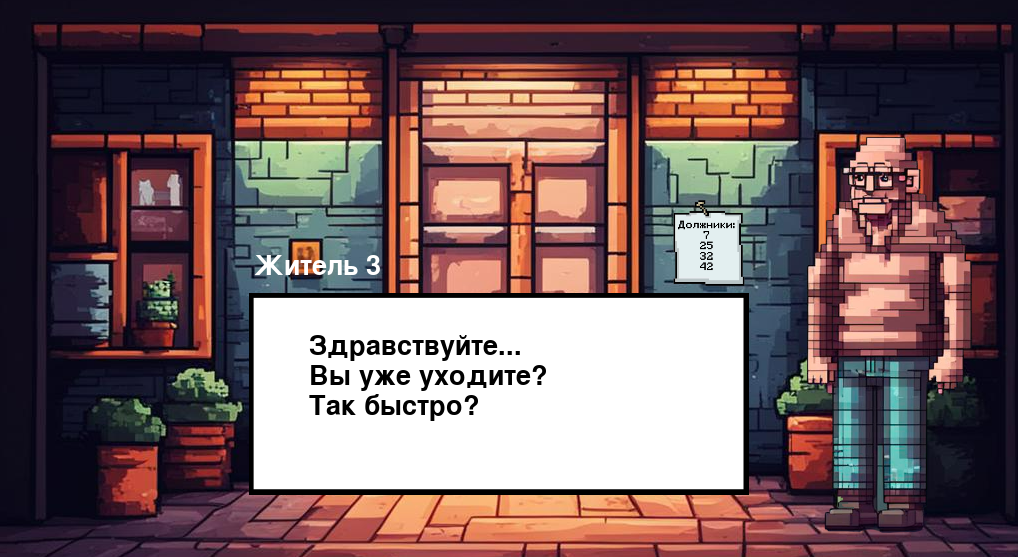 Должники:
7
25
32
42
Житель 3
Здравствуйте...
Вы уже уходите?
Так быстро?